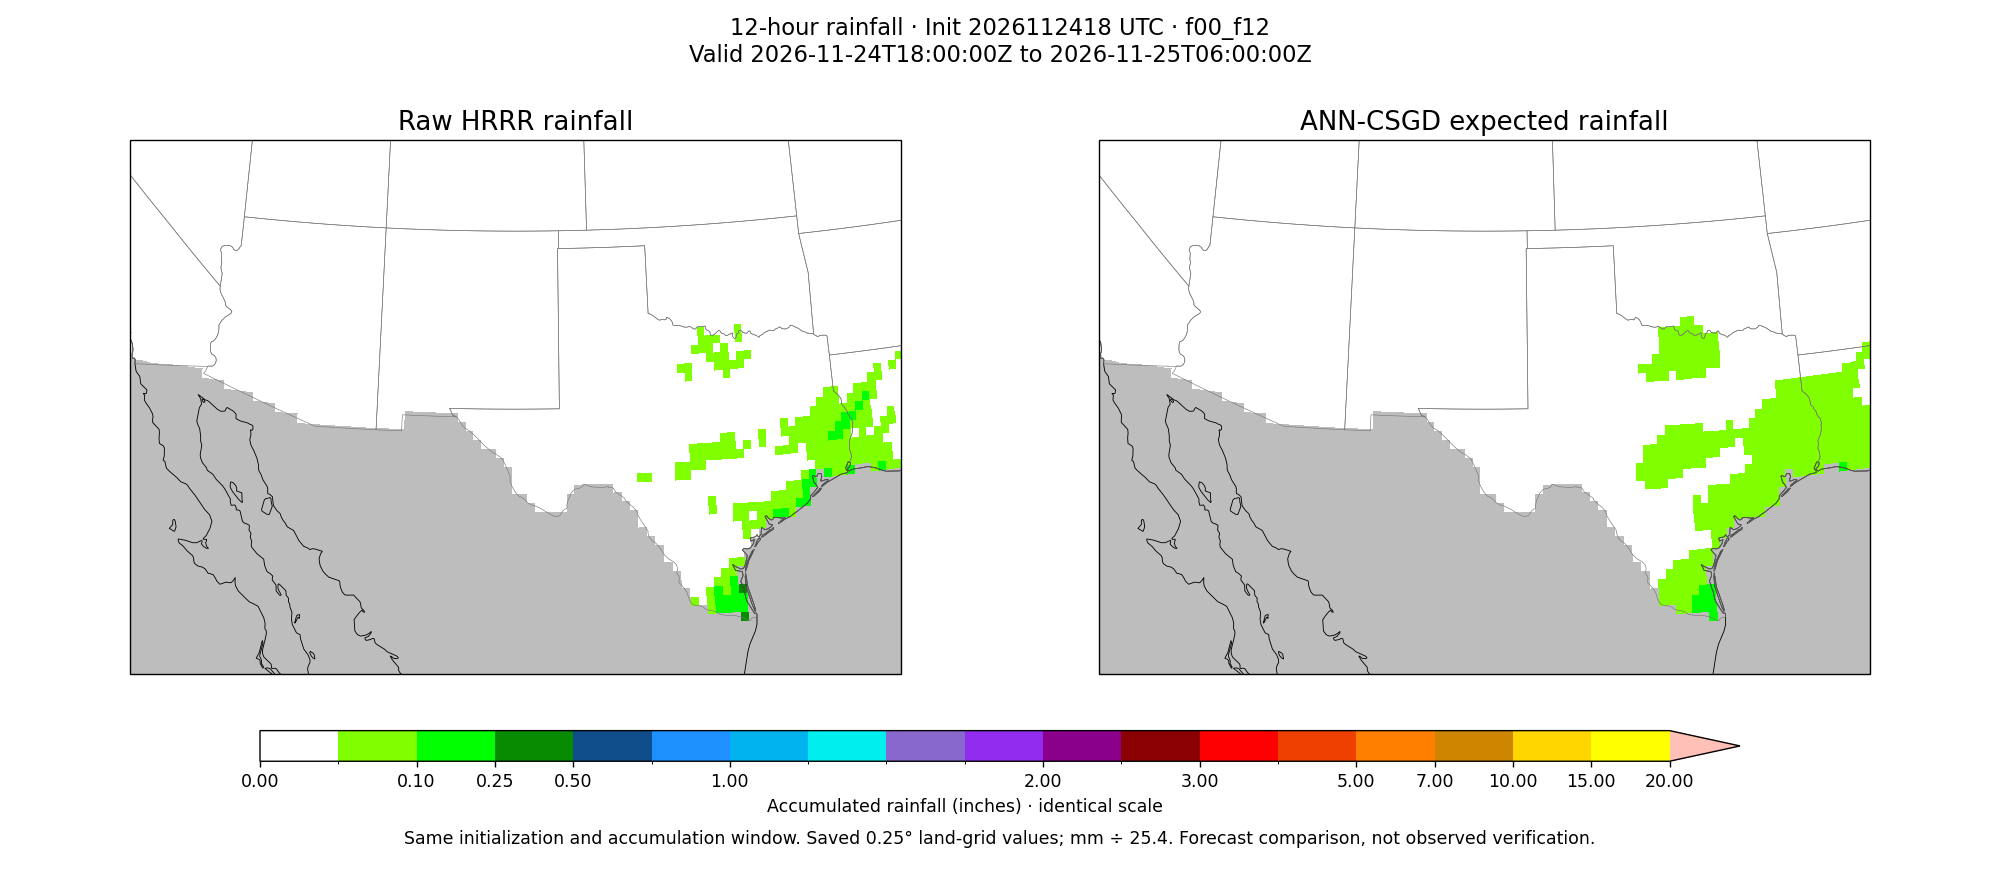 12-hour rainfall · Init 2026112418 UTC · f00_f12
Valid 2026-11-24T18:00:00Z to 2026-11-25T06:00:00Z
Raw HRRR rainfall
ANN-CSGD expected rainfall
0.00 0.10 0.25 0.50 1.00 2.00 3.00 5.00 7.00 10.00 15.00 20.00
Accumulated rainfall (inches) · identical scale
Same initialization and accumulation window. Saved 0.25° land-grid values; mm ÷ 25.4. Forecast comparison, not observed verification.